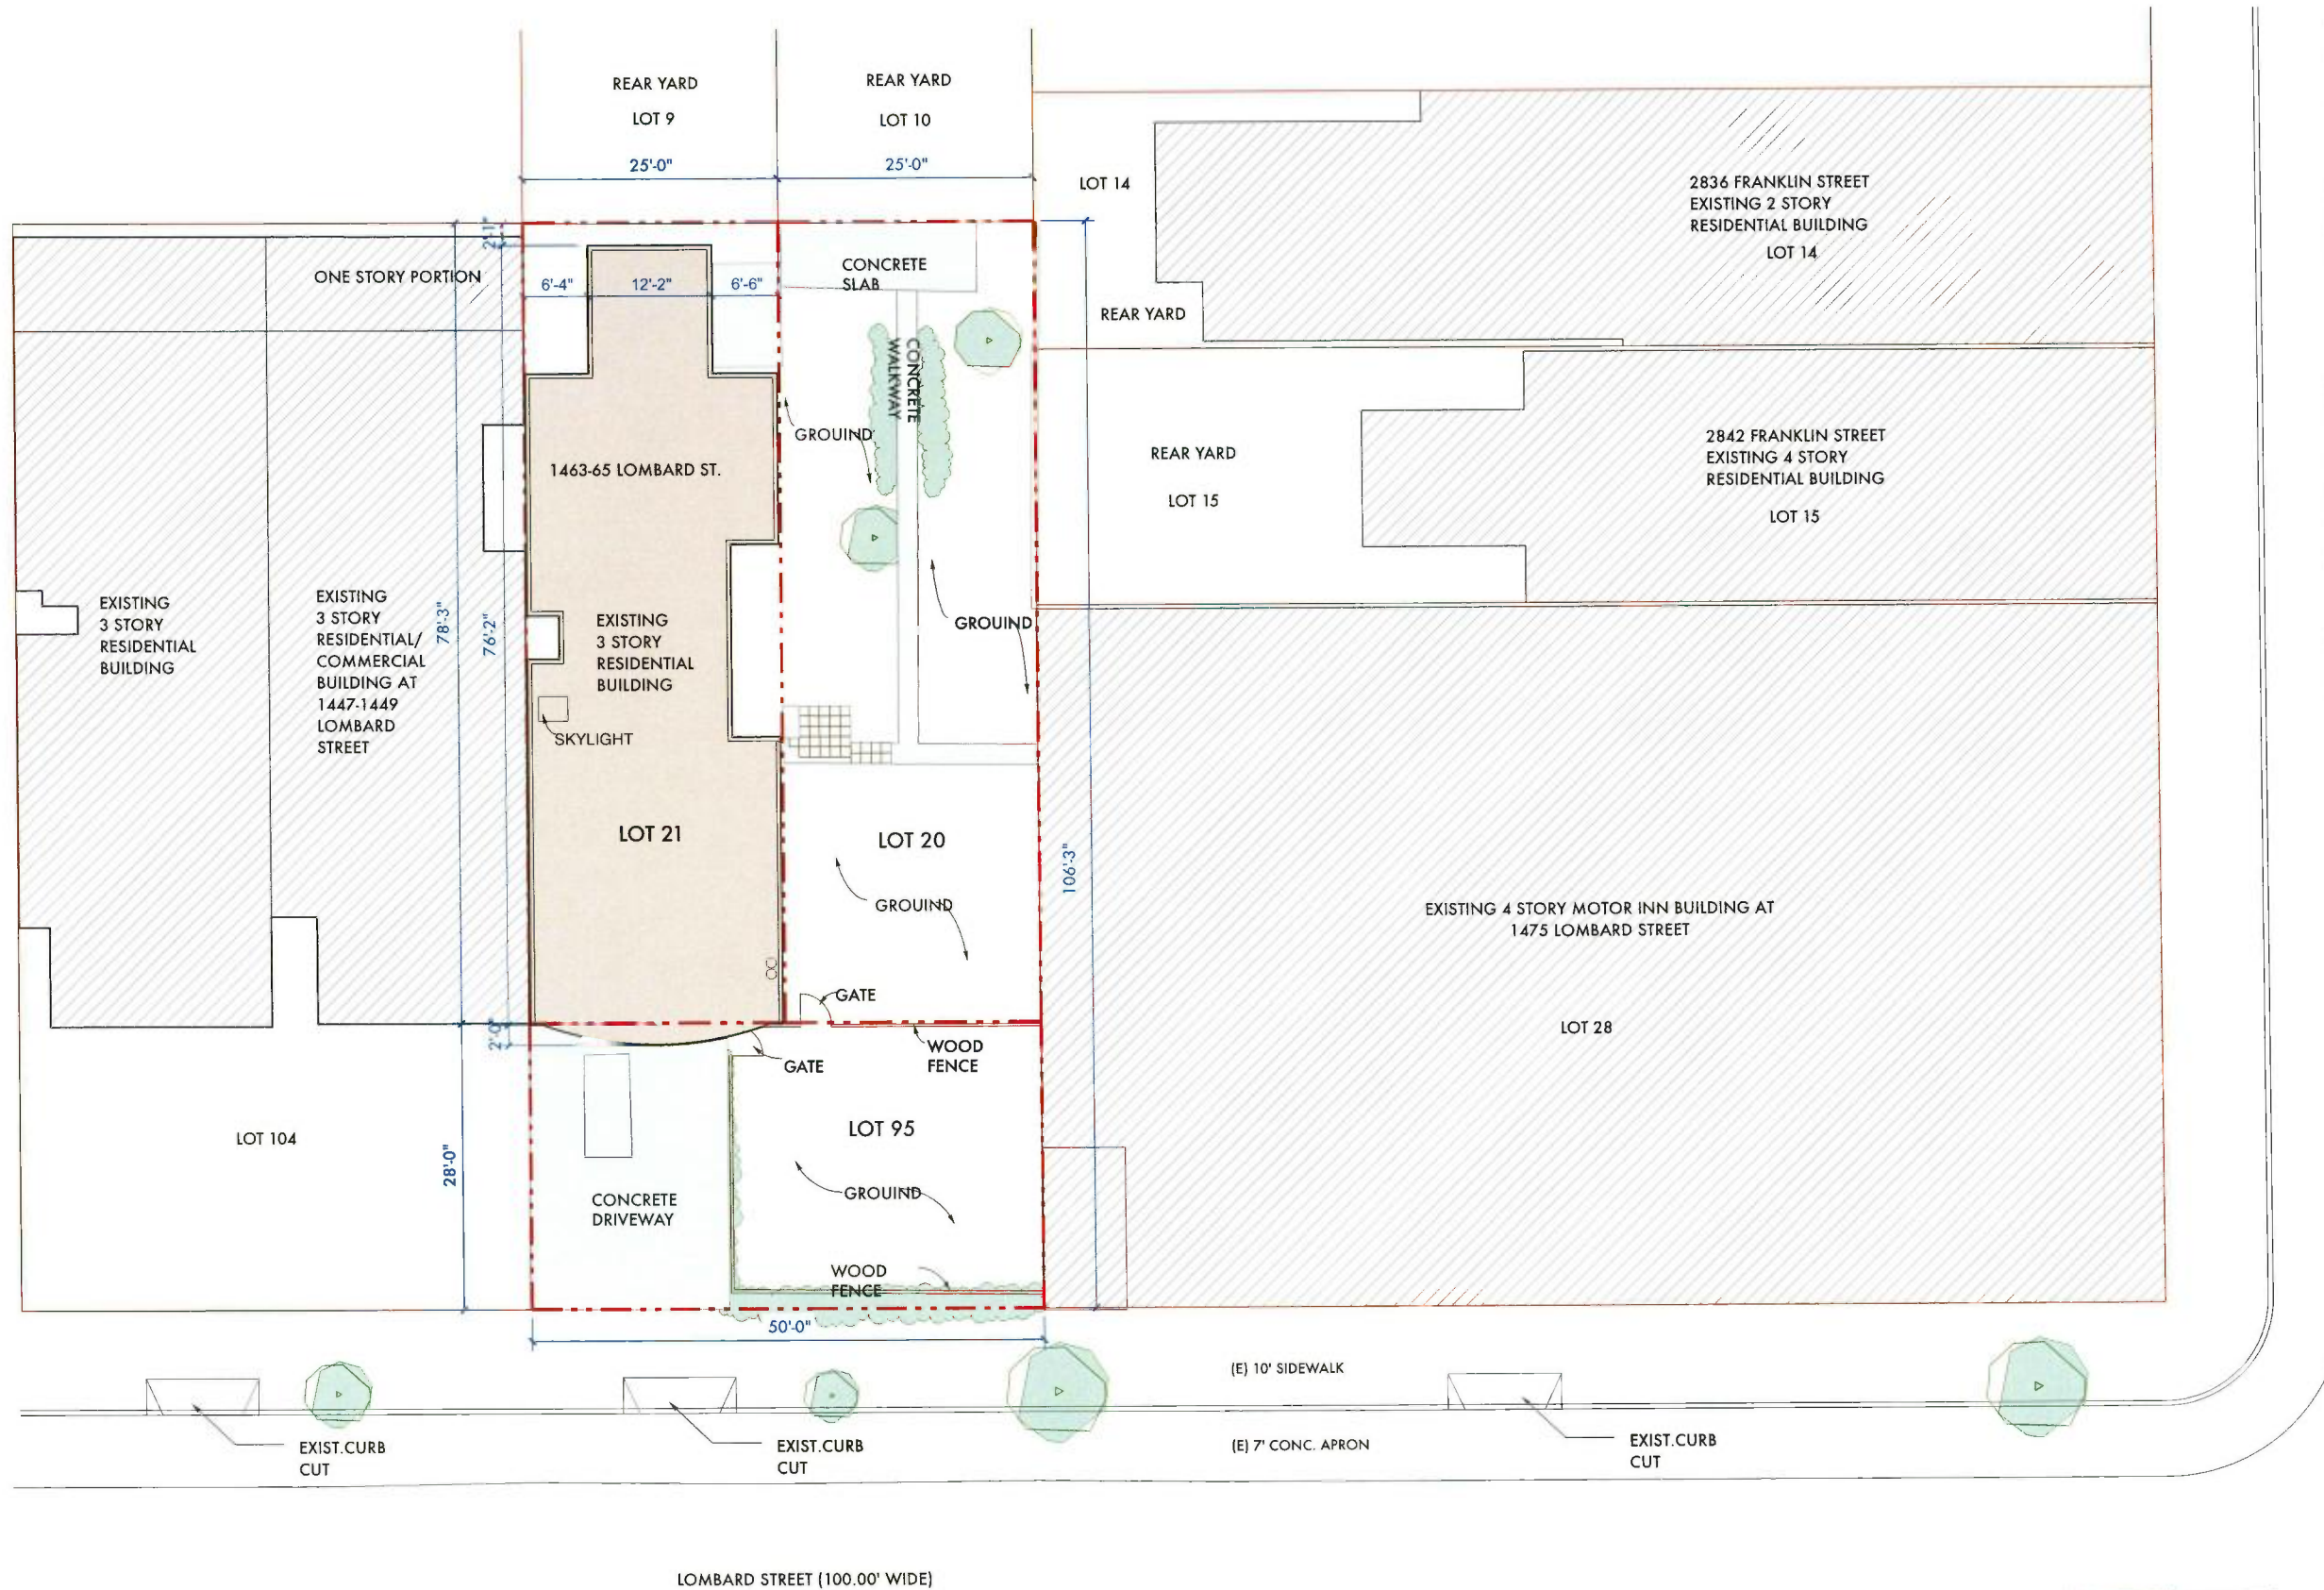 REAR YARD
LOT 9
REAR YARD
LOT 10
25'-0"
25'-0"
LOT 14
2836 FRANKLIN STREET
EXISTING 2 STORY
RESIDENTIAL BUILDING
LOT 14
2'-1"
ONE STORY PORTION
6'-4"
12'-2"
6'-6"
CONCRETE
SLAB
REAR YARD
CONCRETE
WALKWAY
GROUIND
1463-65 LOMBARD ST.
REAR YARD
LOT 15
2842 FRANKLIN STREET
EXISTING 4 STORY
RESIDENTIAL BUILDING
LOT 15
EXISTING
3 STORY
RESIDENTIAL
BUILDING
EXISTING
3 STORY
RESIDENTIAL/
COMMERCIAL
BUILDING AT
1447-1449
LOMBARD
STREET
78'-3"
76'-2"
EXISTING
3 STORY
RESIDENTIAL
BUILDING
GROUIND
SKYLIGHT
LOT 21
LOT 20
106'-3"
GROUIND
EXISTING 4 STORY MOTOR INN BUILDING AT
1475 LOMBARD STREET
GATE
LOT 28
2'-0"
GATE
WOOD
FENCE
LOT 104
28'-0"
LOT 95
CONCRETE
DRIVEWAY
GROUIND
WOOD
FENCE
50'-0"
(E) 10' SIDEWALK
EXIST.CURB
CUT
EXIST.CURB
CUT
(E) 7' CONC. APRON
EXIST.CURB
CUT
LOMBARD STREET (100.00' WIDE)